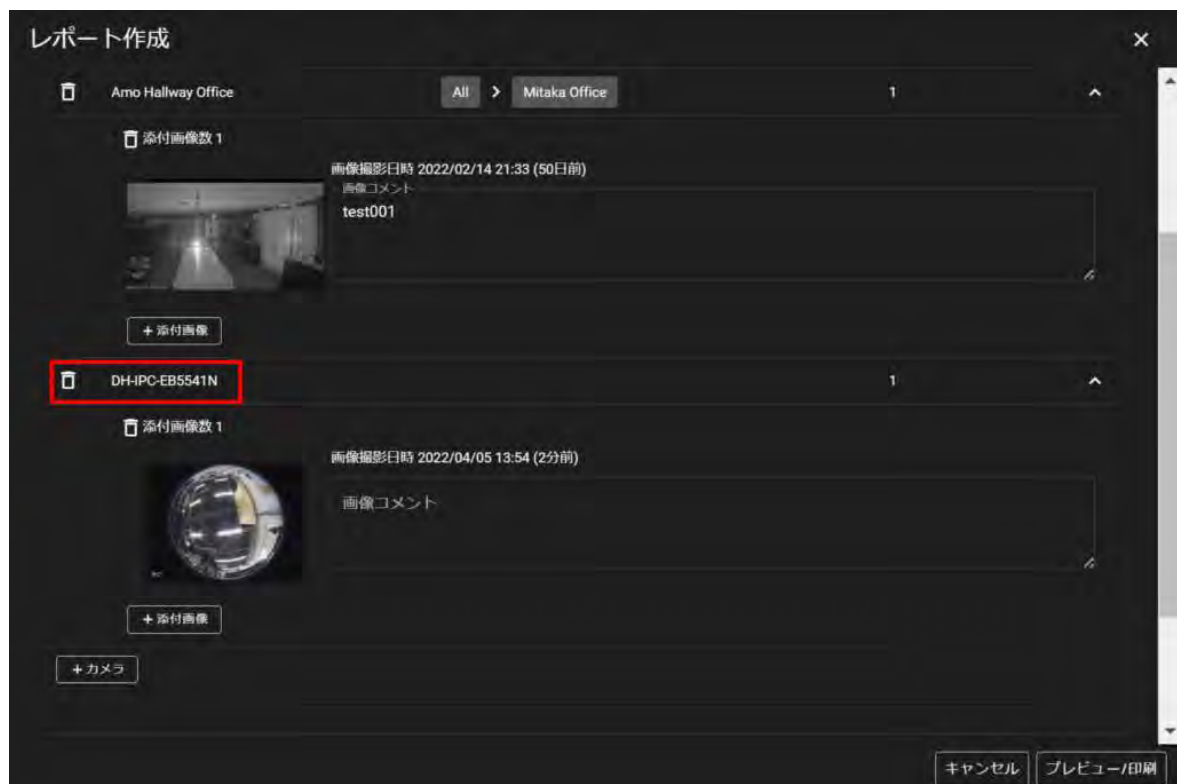 レポート作成
Amo Hallway Office All Mitaka Office 1
添付画像数 1
画像撮影日時 2022/02/14 21:33 (50日前)
画像コメント
test001
+ 添付画像
DH-IPC-EB5541N 1
添付画像数 1
画像撮影日時 2022/04/05 13:54 (2分前)
画像コメント
+ 添付画像
+ カメラ
キャンセル プレビュー/印刷